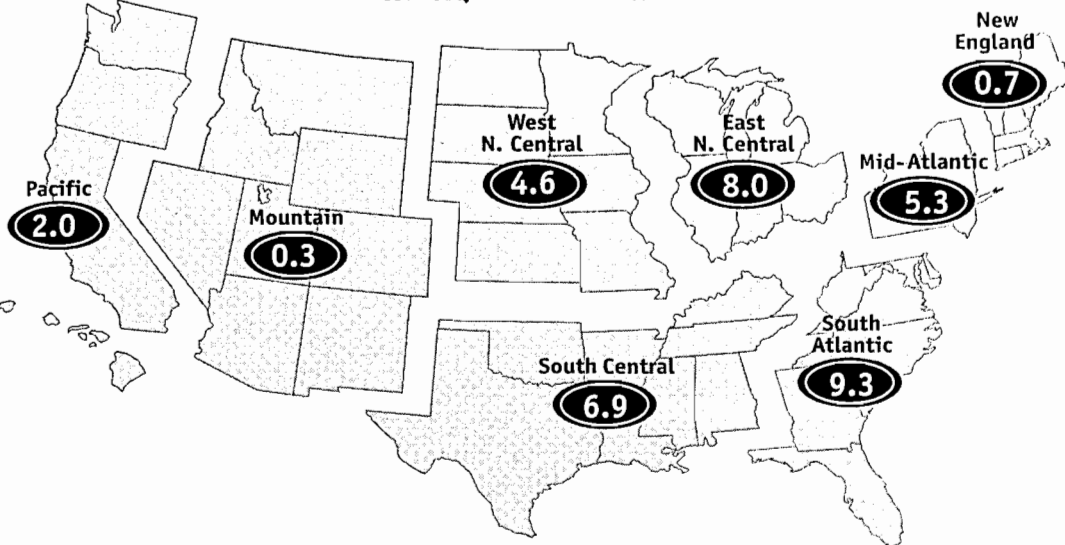 New
England
0.7
West
N. Central
4.6
East
N. Central
8.0
Mid-Atlantic
5.3
Pacific
2.0
Mountain
0.3
South
Atlantic
9.3
South Central
6.9